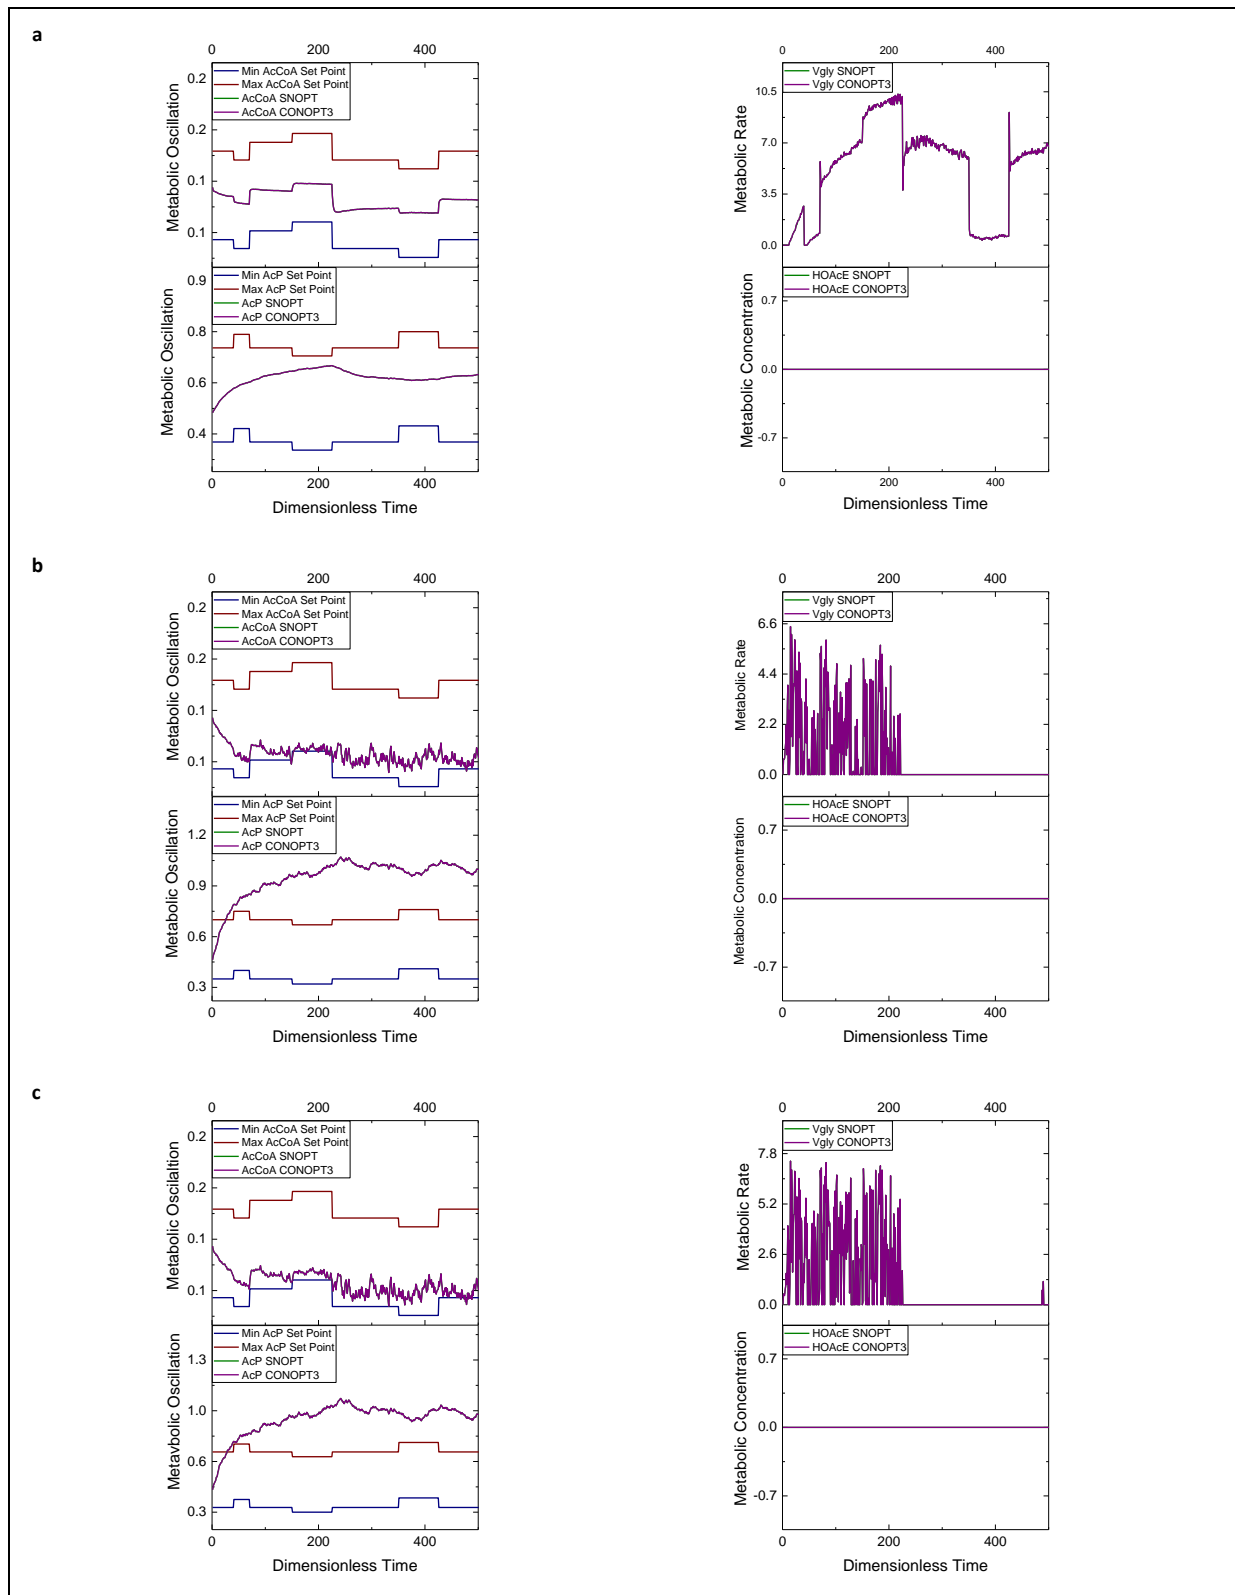 a
0 200 400
Min AcCoA Set Point
Max AcCoA Set Point
AcCoA SNOPT
AcCoA CONOPT3
0.2
0.2
0.1
0.1
Metabolic Oscillation
Min AcP Set Point
Max AcP Set Point
AcP SNOPT
AcP CONOPT3
0.9
0.8
0.6
0.4
Metabolic Oscillation
0 200 400
Dimensionless Time
0 200 400
Vgly SNOPT
Vgly CONOPT3
10.5
7.0
3.5
0.0
Metabolic Rate
HOAcE SNOPT
HOAcE CONOPT3
0.7
0.0
-0.7
Metabolic Concentration
0 200 400
Dimensionless Time
b
0 200 400
Min AcCoA Set Point
Max AcCoA Set Point
AcCoA SNOPT
AcCoA CONOPT3
0.2
0.2
0.1
0.1
Metabolic Oscillation
Min AcP Set Point
Max AcP Set Point
AcP SNOPT
AcP CONOPT3
1.2
0.9
0.6
0.3
Metabolic Oscillation
0 200 400
Dimensionless Time
0 200 400
Vgly SNOPT
Vgly CONOPT3
6.6
4.4
2.2
0.0
Metabolic Rate
HOAcE SNOPT
HOAcE CONOPT3
0.7
0.0
-0.7
Metabolic Concentration
0 200 400
Dimensionless Time
c
0 200 400
Min AcCoA Set Point
Max AcCoA Set Point
AcCoA SNOPT
AcCoA CONOPT3
0.2
0.2
0.1
0.1
Metabolic Oscilaltion
Min AcP Set Point
Max AcP Set Point
AcP SNOPT
AcP CONOPT3
1.3
1.0
0.6
0.3
Metavbolic Oscillation
0 200 400
Dimensionless Time
0 200 400
Vgly SNOPT
Vgly CONOPT3
7.8
5.2
2.6
0.0
Metabolic Rate
HOAcE SNOPT
HOAcE CONOPT3
0.7
0.0
-0.7
Metabolic Concentration
0 200 400
Dimensionless Time